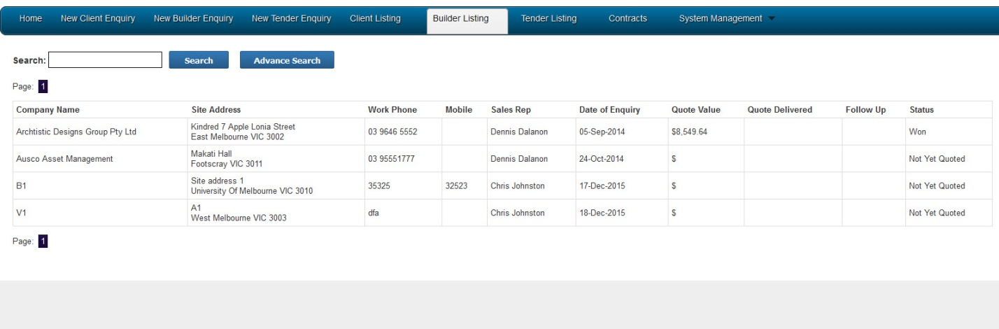 Home New Client Enquiry New Builder Enquiry New Tender Enquiry Client Listing Builder Listing Tender Listing Contracts System Management
Search: Search Advance Search
Page: 1
Company Name Site Address Work Phone Mobile Sales Rep Date of Enquiry Quote Value Quote Delivered Follow Up Status
Archtistic Designs Group Pty Ltd Kindred 7 Apple Lonia Street 03 9646 5552 Dennis Dalanon 05-Sep-2014 $8,549.64 Won
East Melbourne VIC 3002
Ausco Asset Management Makati Hall 03 95551777 Dennis Dalanon 24-Oct-2014 $ Not Yet Quoted
Footscray VIC 3011
B1 Site address 1 35325 32523 Chris Johnston 17-Dec-2015 $ Not Yet Quoted
University Of Melbourne VIC 3010
V1 A1 dfa Chris Johnston 18-Dec-2015 $ Not Yet Quoted
West Melbourne VIC 3003
Page: 1